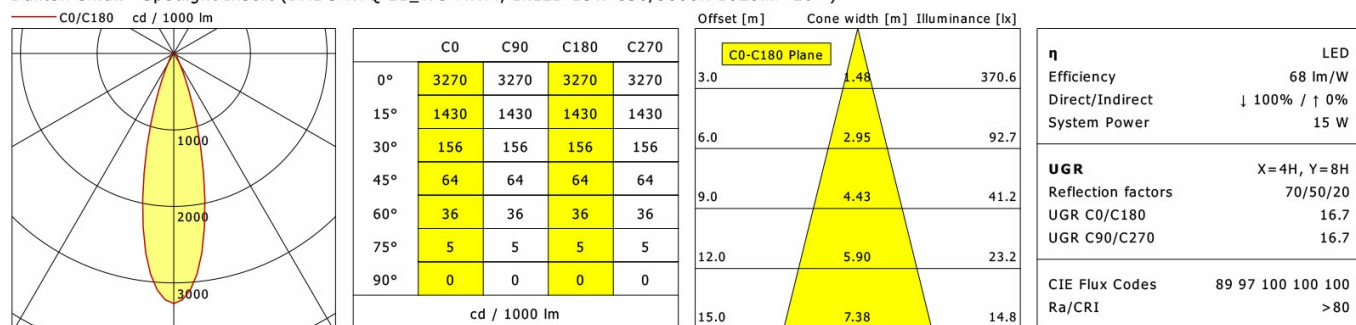 C0/C180 cd / 1000 lm
1000
2000
3000
C0 C90 C180 C270
0° 3270 3270 3270 3270
15° 1430 1430 1430 1430
30° 156 156 156 156
45° 64 64 64 64
60° 36 36 36 36
75° 5 5 5 5
90° 0 0 0 0
cd / 1000 lm
Offset [m] Cone width [m] Illuminance [lx]
C0-C180 Plane
3.0 1.48 370.6
6.0 2.95 92.7
9.0 4.43 41.2
12.0 5.90 23.2
15.0 7.38 14.8
η LED
Efficiency 68 lm/W
Direct/Indirect ↓ 100% / ↑ 0%
System Power 15 W
UGR X=4H, Y=8H
Reflection factors 70/50/20
UGR C0/C180 16.7
UGR C90/C270 16.7
CIE Flux Codes 89 97 100 100 100
Ra/CRI >80